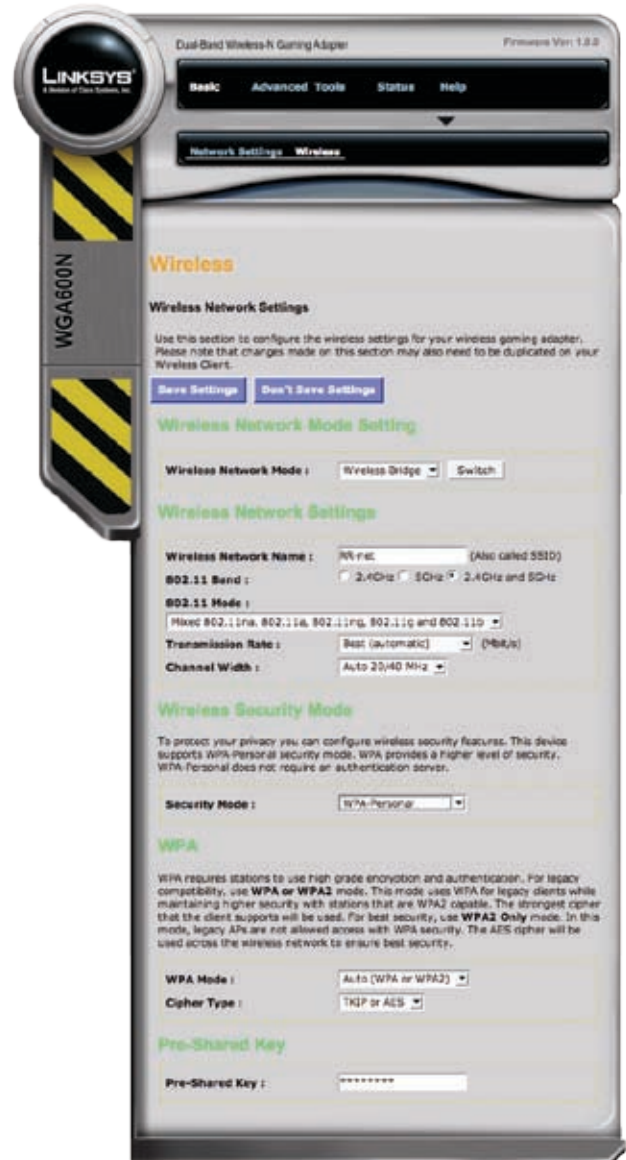 LINKSYS®
A Division of Cisco Systems, Inc.
Dual-Band Wireless-N Gaming Adapter
Firmware Ver: 1.0.0
Basic Advanced Tools Status Help
Network Settings Wireless
WGA600N
Wireless
Wireless Network Settings
Use this section to configure the wireless settings for your wireless gaming adapter.
Please note that changes made on this section may also need to be duplicated on your
Wireless Client.
Save Settings Don't Save Settings
Wireless Network Mode Setting
Wireless Network Mode : Wireless Bridge Switch
Wireless Network Settings
Wireless Network Name : (Also called SSID)
802.11 Band : 2.4GHz 5GHz 2.4GHz and 5GHz
802.11 Mode :
Mixed 802.11na, 802.11a, 802.11ng, 802.11g and 802.11b
Transmission Rate : Best (automatic) (Mbit/s)
Channel Width : Auto 20/40 MHz
Wireless Security Mode
To protect your privacy you can configure wireless security features. This device
supports WPA-Personal security mode. WPA provides a higher level of security.
WPA-Personal does not require an authentication server.
Security Mode : WPA-Personal
WPA
WPA requires stations to use high grade encryption and authentication. For legacy
compatibility, use WPA or WPA2 mode. This mode uses WPA for legacy clients while
maintaining higher security with stations that are WPA2 capable. The strongest cipher
that the client supports will be used. For best security, use WPA2 Only mode. In this
mode, legacy APs are not allowed access with WPA security. The AES cipher will be
used across the wireless network to ensure best security.
WPA Mode : Auto (WPA or WPA2)
Cipher Type : TKIP or AES
Pre-Shared Key
Pre-Shared Key : ********